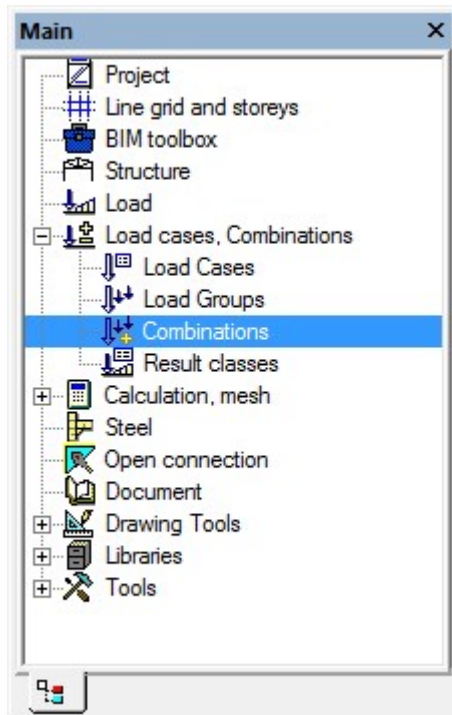 Main
Project
Line grid and storeys
BIM toolbox
Structure
Load
Load cases, Combinations
Load Cases
Load Groups
Combinations
Result classes
Calculation, mesh
Steel
Open connection
Document
Drawing Tools
Libraries
Tools